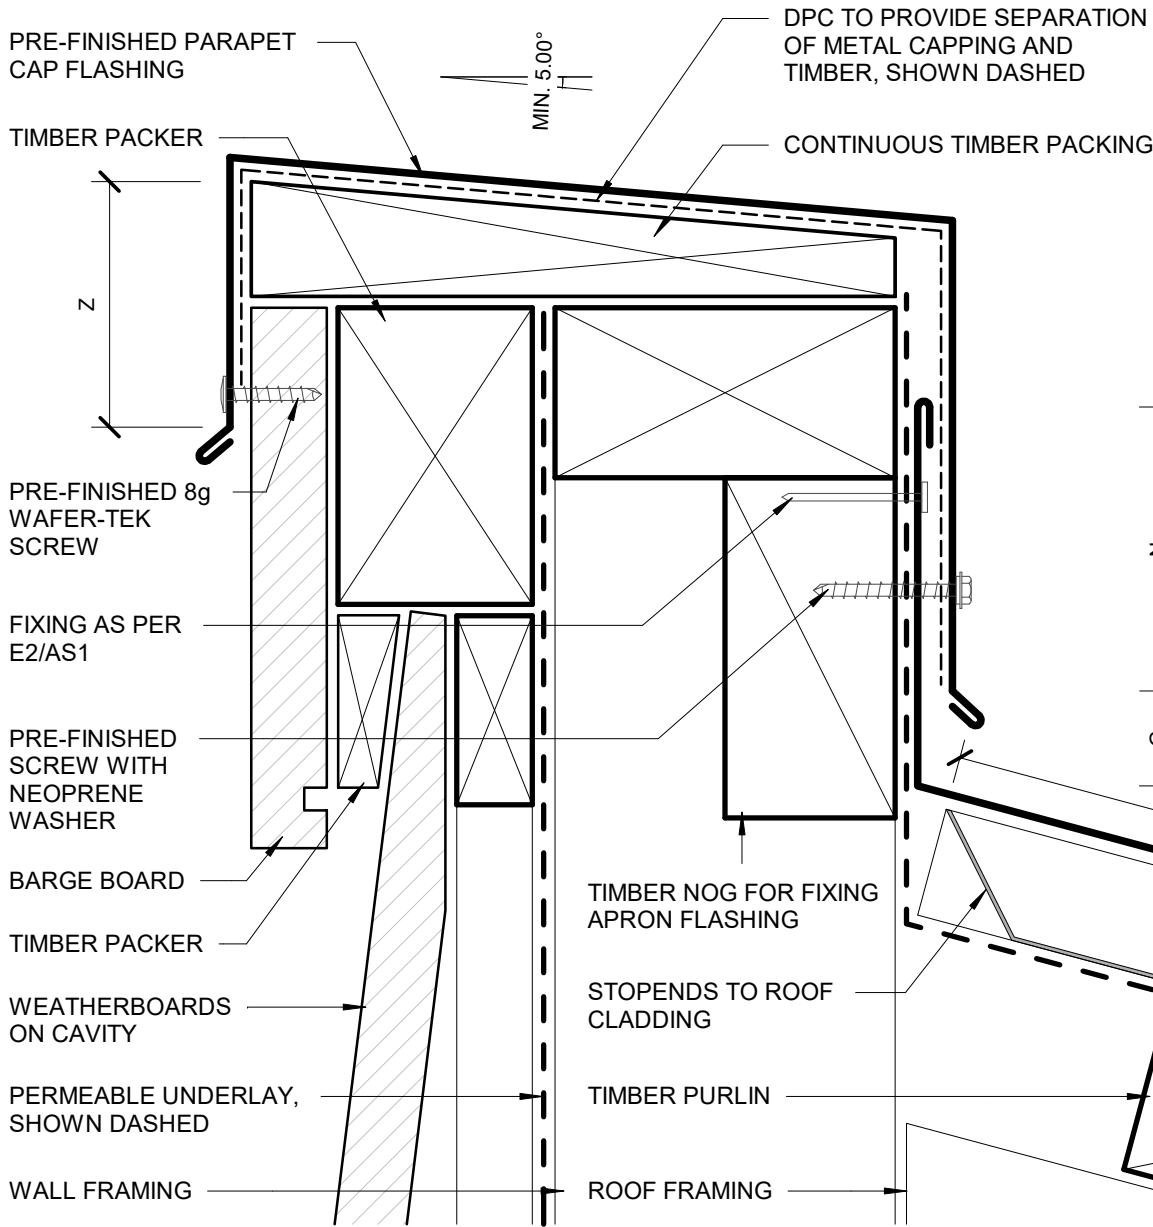 PRE-FINISHED PARAPET
CAP FLASHING
MIN. 5.00°
DPC TO PROVIDE SEPARATION
OF METAL CAPPING AND
TIMBER, SHOWN DASHED
TIMBER PACKER
CONTINUOUS TIMBER PACKING
Z
PRE-FINISHED 8g
WAFER-TEK
SCREW
FIXING AS PER
E2/AS1
PRE-FINISHED
SCREW WITH
NEOPRENE
WASHER
BARGE BOARD
TIMBER PACKER
WEATHERBOARDS
ON CAVITY
PERMEABLE UNDERLAY,
SHOWN DASHED
WALL FRAMING
TIMBER NOG FOR FIXING
APRON FLASHING
STOPENDS TO ROOF
CLADDING
TIMBER PURLIN
ROOF FRAMING